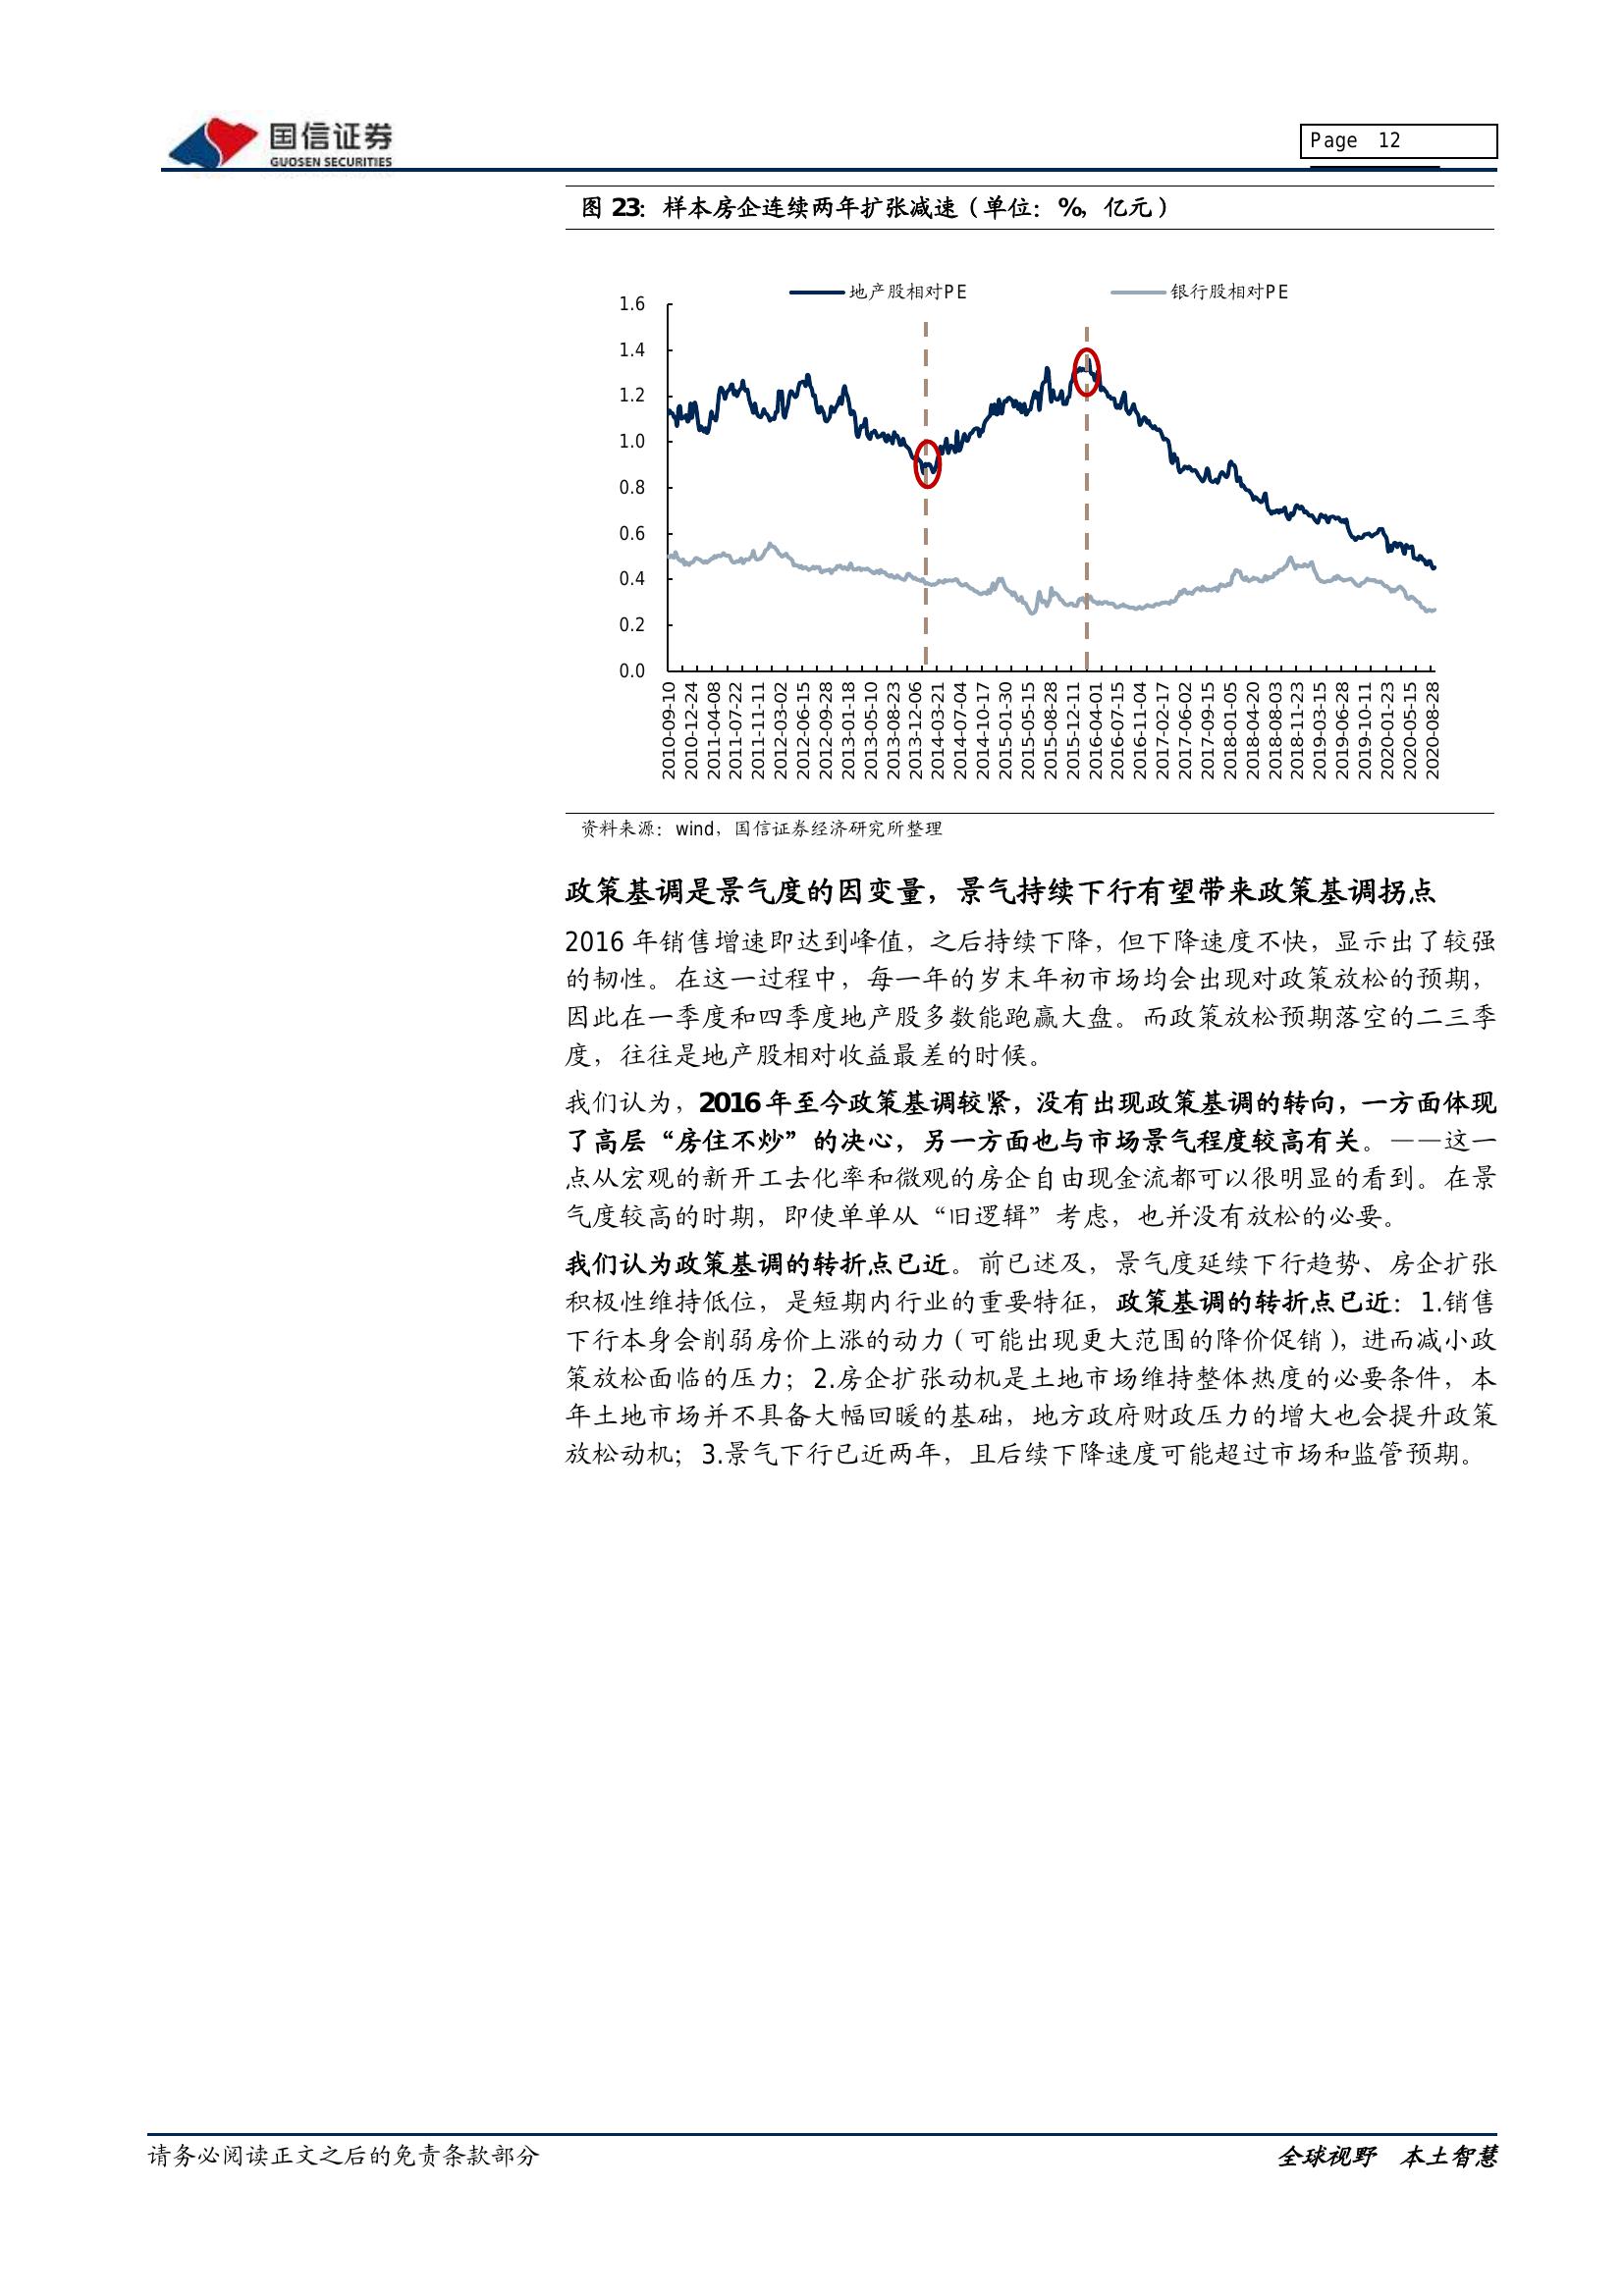 国信证券
GUOSEN SECURITIES
Page 12
图 23：样本房企连续两年扩张减速（单位：%，亿元）
地产股相对PE
银行股相对PE
1.6
1.4
1.2
1.0
0.8
0.6
0.4
0.2
0.0
2010-09-10
2010-12-24
2011-04-08
2011-07-22
2011-11-11
2012-03-02
2012-06-15
2012-09-28
2013-01-18
2013-05-10
2013-08-23
2013-12-06
2014-03-21
2014-07-04
2014-10-17
2015-01-30
2015-05-15
2015-08-28
2015-12-11
2016-04-01
2016-07-15
2016-11-04
2017-02-17
2017-06-02
2017-09-15
2018-01-05
2018-04-20
2018-08-03
2018-11-23
2019-03-15
2019-06-28
2019-10-11
2020-01-23
2020-05-15
2020-08-28
资料来源：wind，国信证券经济研究所整理
政策基调是景气度的因变量，景气持续下行有望带来政策基调拐点
2016 年销售增速即达到峰值，之后持续下降，但下降速度不快，显示出了较强
的韧性。在这一过程中，每一年的岁末年初市场均会出现对政策放松的预期，
因此在一季度和四季度地产股多数能跑赢大盘。而政策放松预期落空的二三季
度，往往是地产股相对收益最差的时候。
我们认为，2016 年至今政策基调较紧，没有出现政策基调的转向，一方面体现
了高层“房住不炒”的决心，另一方面也与市场景气程度较高有关。——这一
点从宏观的新开工去化率和微观的房企自由现金流都可以很明显的看到。在景
气度较高的时期，即使单单从“旧逻辑”考虑，也并没有放松的必要。
我们认为政策基调的转折点已近。前已述及，景气度延续下行趋势、房企扩张
积极性维持低位，是短期内行业的重要特征，政策基调的转折点已近：1.销售
下行本身会削弱房价上涨的动力（可能出现更大范围的降价促销），进而减小政
策放松面临的压力；2.房企扩张动机是土地市场维持整体热度的必要条件，本
年土地市场并不具备大幅回暖的基础，地方政府财政压力的增大也会提升政策
放松动机；3.景气下行已近两年，且后续下降速度可能超过市场和监管预期。
请务必阅读正文之后的免责条款部分
全球视野 本土智慧